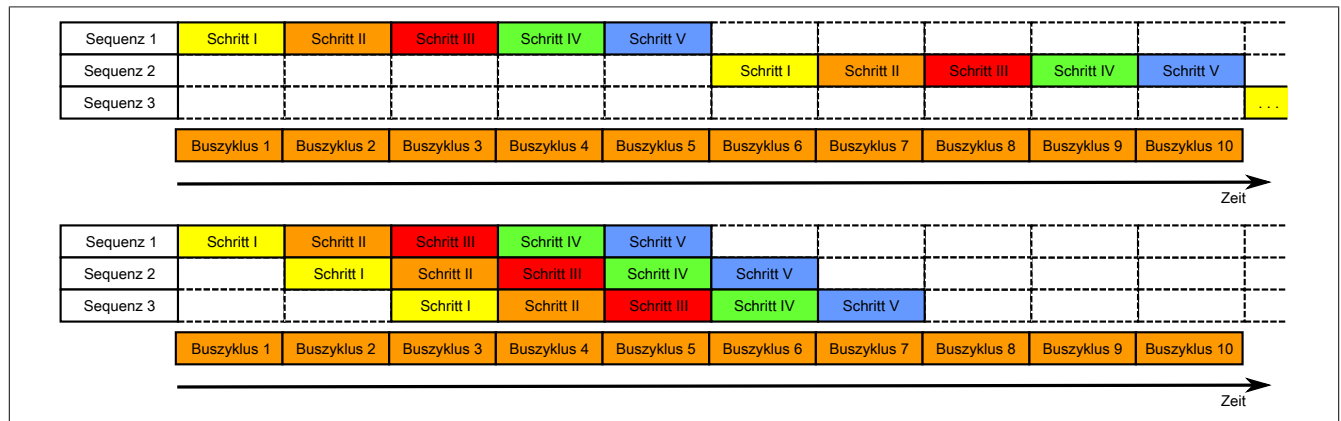 Sequenz 1 Schritt I Schritt II Schritt III Schritt IV Schritt V
Sequenz 2 Schritt I Schritt II Schritt III Schritt IV Schritt V
Sequenz 3 . . .
Buszyklus 1 Buszyklus 2 Buszyklus 3 Buszyklus 4 Buszyklus 5 Buszyklus 6 Buszyklus 7 Buszyklus 8 Buszyklus 9 Buszyklus 10
Zeit
Sequenz 1 Schritt I Schritt II Schritt III Schritt IV Schritt V
Sequenz 2 Schritt I Schritt II Schritt III Schritt IV Schritt V
Sequenz 3 Schritt I Schritt II Schritt III Schritt IV Schritt V
Buszyklus 1 Buszyklus 2 Buszyklus 3 Buszyklus 4 Buszyklus 5 Buszyklus 6 Buszyklus 7 Buszyklus 8 Buszyklus 9 Buszyklus 10
Zeit